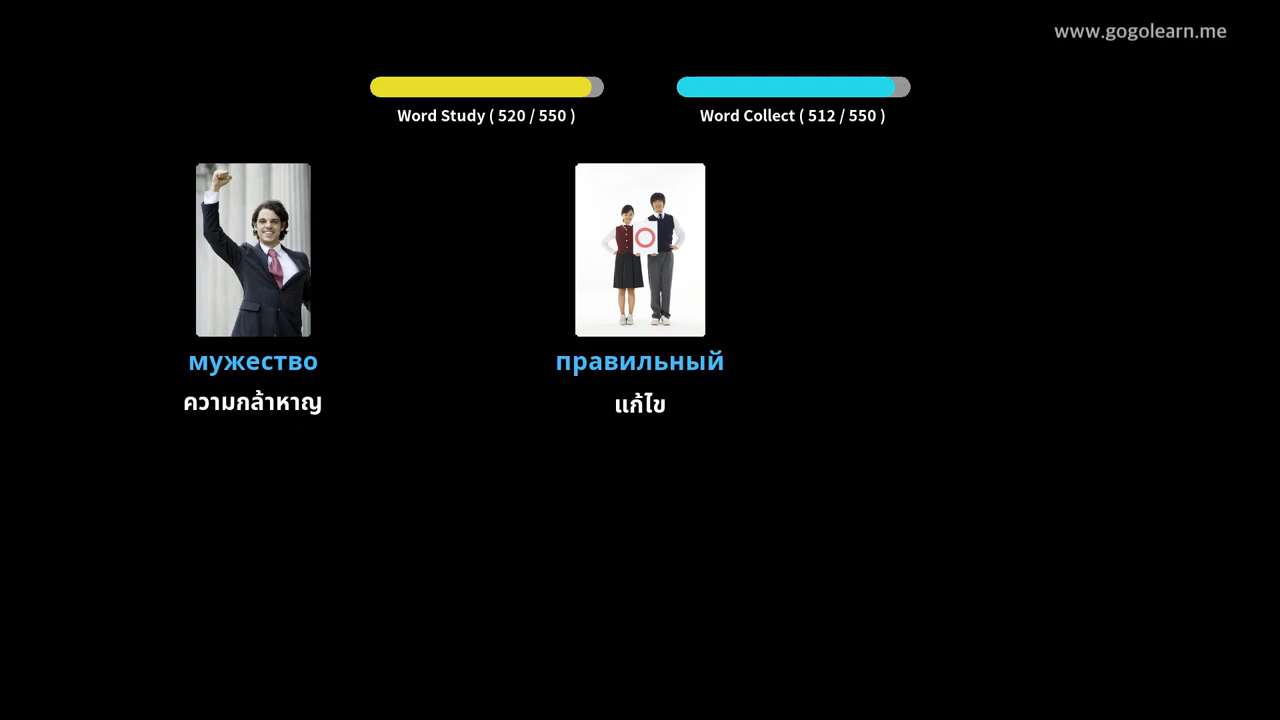 www.gogolearn.me
Word Study ( 520 / 550 )
Word Collect ( 512 / 550 )
мужество
ความกล้าหาญ
правильный
แก้ไข